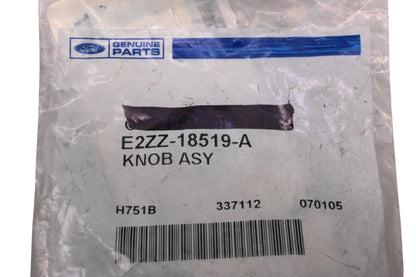 Ford
GENUINE
PARTS
E2ZZ-18519-A
KNOB ASY
H751B 337112 070105